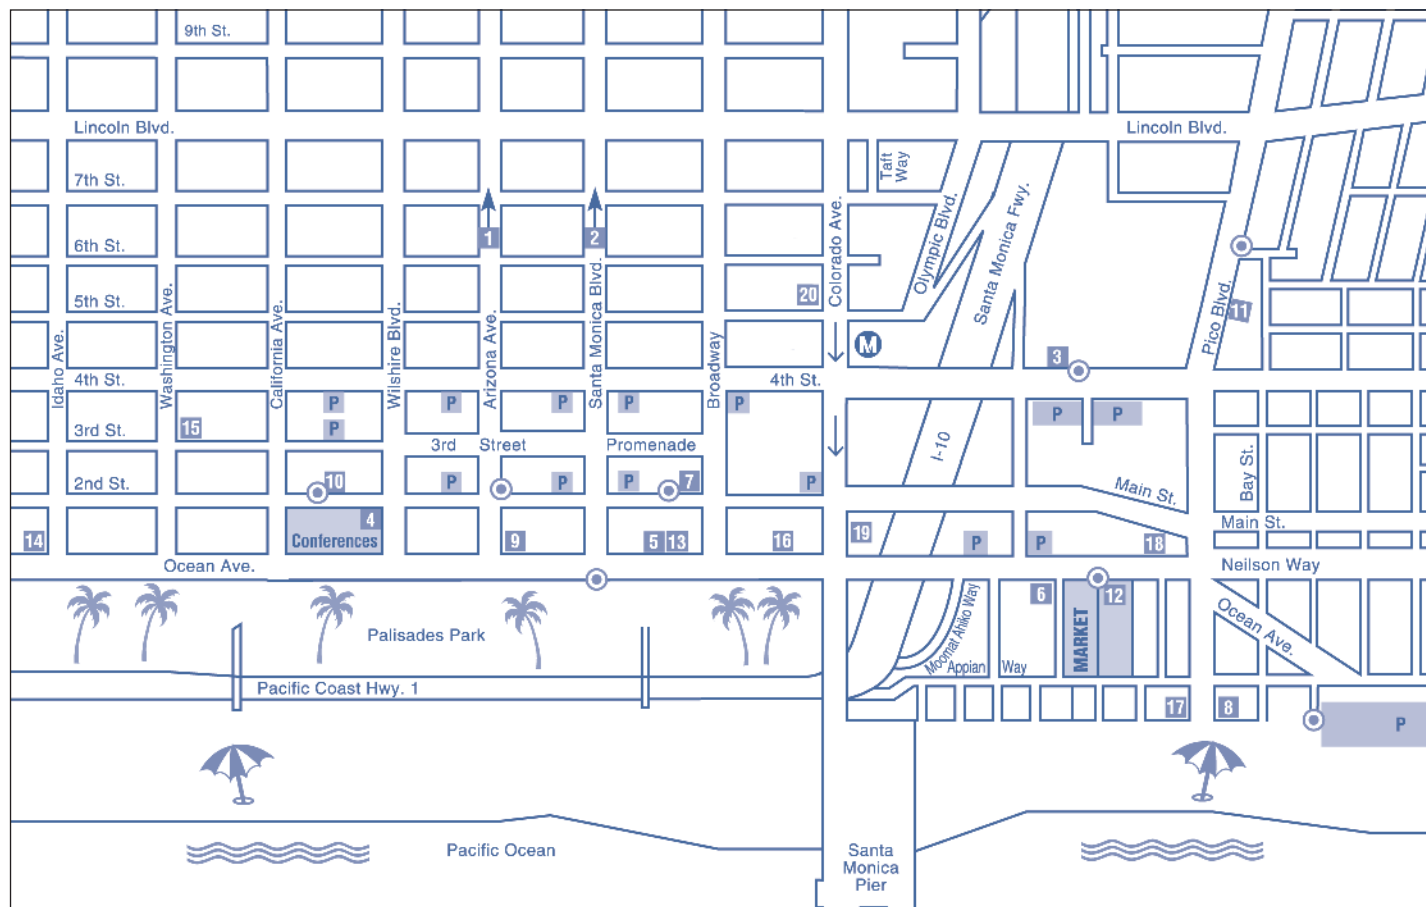 9th St.
Lincoln Blvd.
Lincoln Blvd.
7th St.
Taft
Way
6th St.
1
2
Colorado Ave.
Olympic Blvd.
Santa Monica Fwy.
5th St.
20
11
Pico Blvd.
Idaho Ave.
Washington Ave.
California Ave.
Wilshire Blvd.
Arizona Ave.
Santa Monica Blvd.
Broadway
M
3
4th St.
4th St.
P
P
P
P
P
P
P
3rd St.
15
P
3rd Street Promenade
I-10
Bay St.
2nd St.
10
P
P
P
7
P
Main St.
14
4
Conferences
9
5
13
16
19
P
P
18
Main St.
Ocean Ave.
Neilson Way
6
12
MARKET
Moomat Ahiko Way
Appian Way
Ocean Ave.
Palisades Park
Pacific Coast Hwy. 1
17
8
P
Pacific Ocean
Santa
Monica
Pier